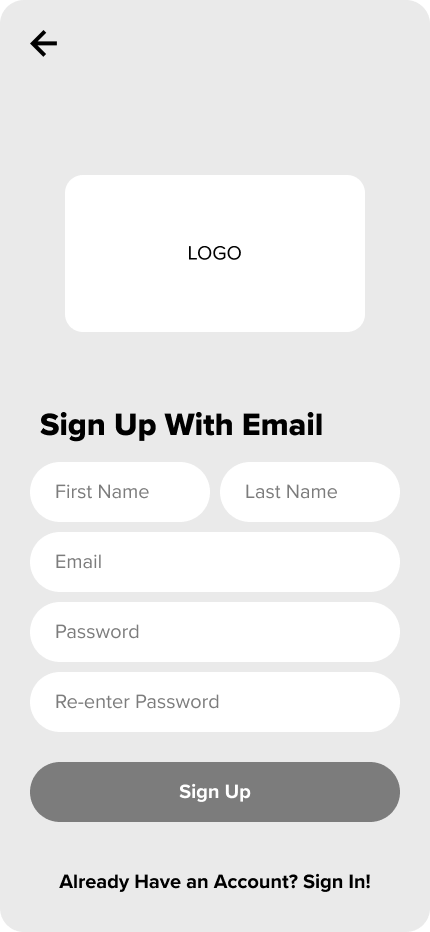 LOGO
Sign Up With Email
First Name
Last Name
Email
Password
Re-enter Password
Sign Up
Already Have an Account? Sign In!